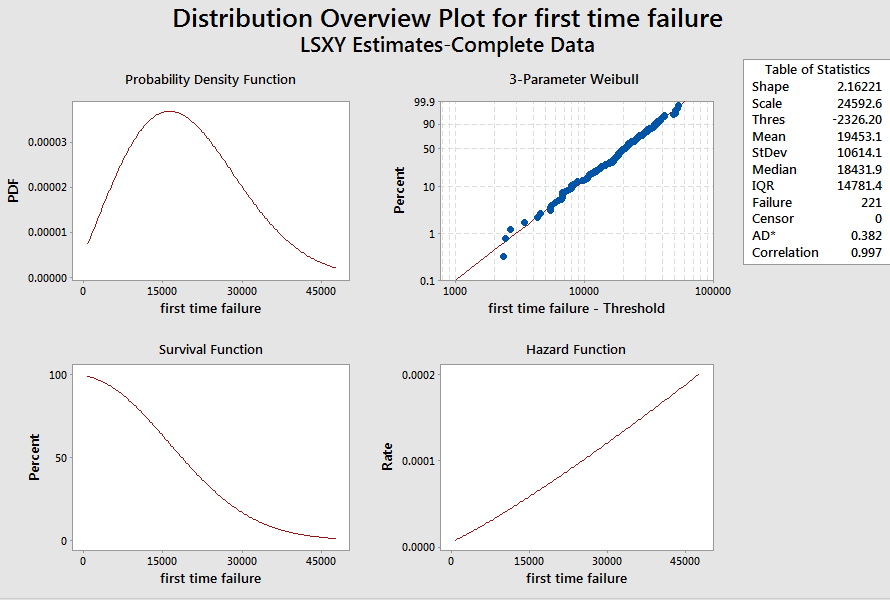 Distribution Overview Plot for first time failure
LSXY Estimates-Complete Data
Probability Density Function
PDF
0.00003
0.00002
0.00001
0.00000
0 15000 30000 45000
first time failure
3-Parameter Weibull
Percent
99.9
90
50
10
1
0.1
1000 10000 100000
first time failure - Threshold
Table of Statistics
Shape 2.16221
Scale 24592.6
Thres -2326.20
Mean 19453.1
StDev 10614.1
Median 18431.9
IQR 14781.4
Failure 221
Censor 0
AD* 0.382
Correlation 0.997
Survival Function
Percent
100
50
0
0 15000 30000 45000
first time failure
Hazard Function
Rate
0.0002
0.0001
0.0000
0 15000 30000 45000
first time failure